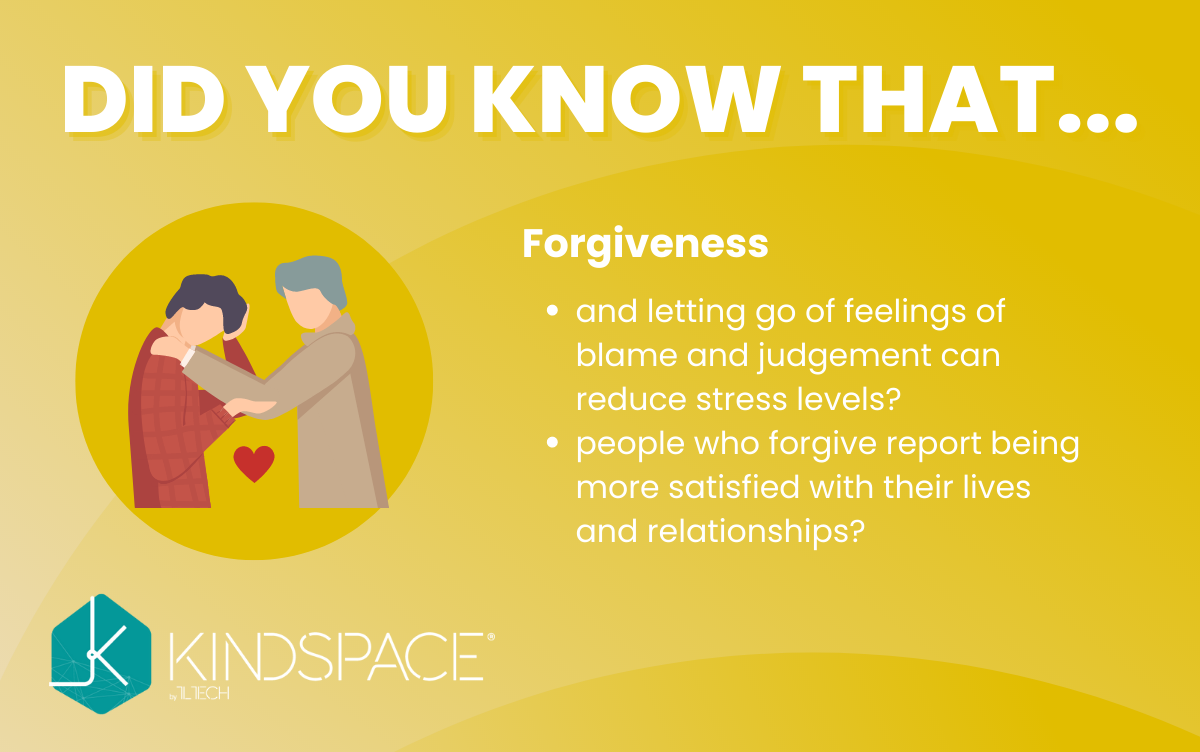 DID YOU KNOW THAT...
Forgiveness
• and letting go of feelings of
blame and judgement can
reduce stress levels?
• people who forgive report being
more satisfied with their lives
and relationships?
KINDSPACE®
by 1L1TECH